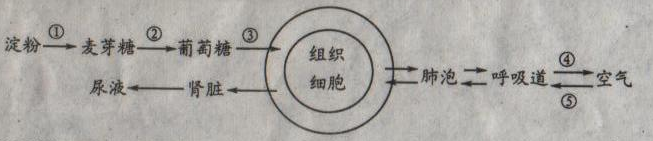 淀粉 ① 麦芽糖 ② 葡萄糖 ③ 组织
细胞 肺泡 呼吸道 ④ ⑤ 空气
尿液 肾脏